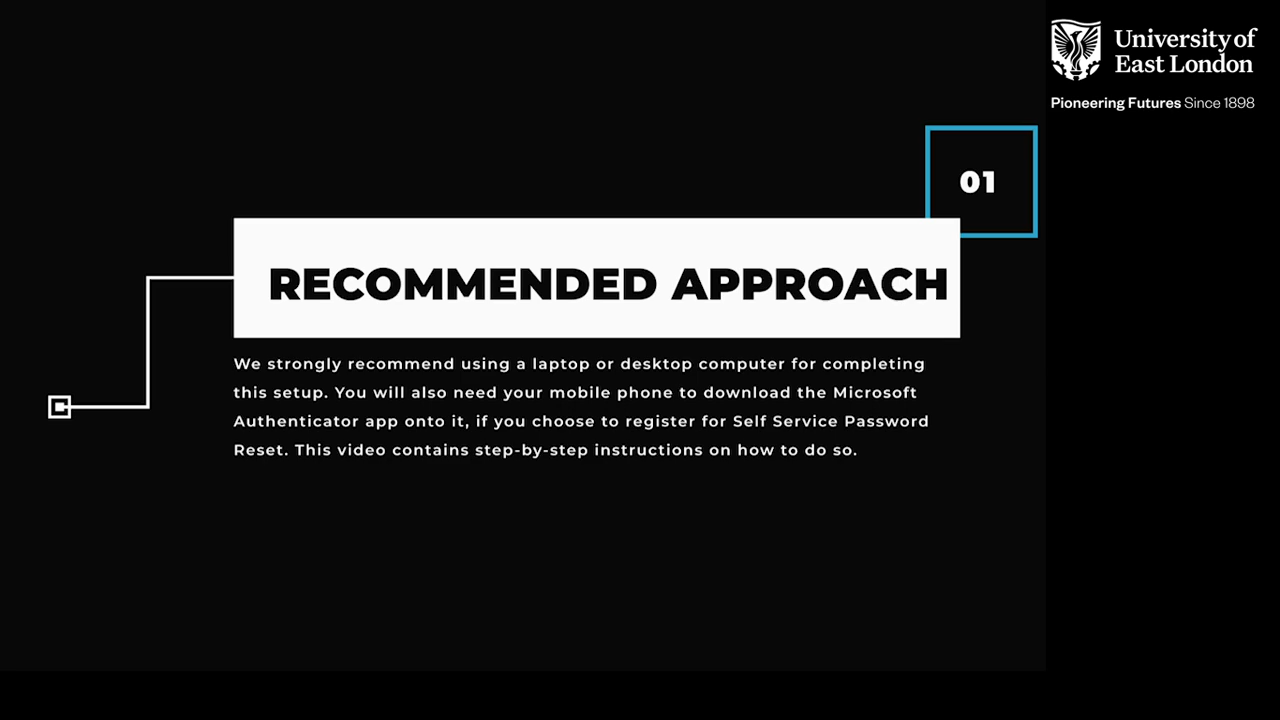 University of
East London
Pioneering Futures Since 1898
01
RECOMMENDED APPROACH
We strongly recommend using a laptop or desktop computer for completing
this setup. You will also need your mobile phone to download the Microsoft
Authenticator app onto it, if you choose to register for Self Service Password
Reset. This video contains step-by-step instructions on how to do so.